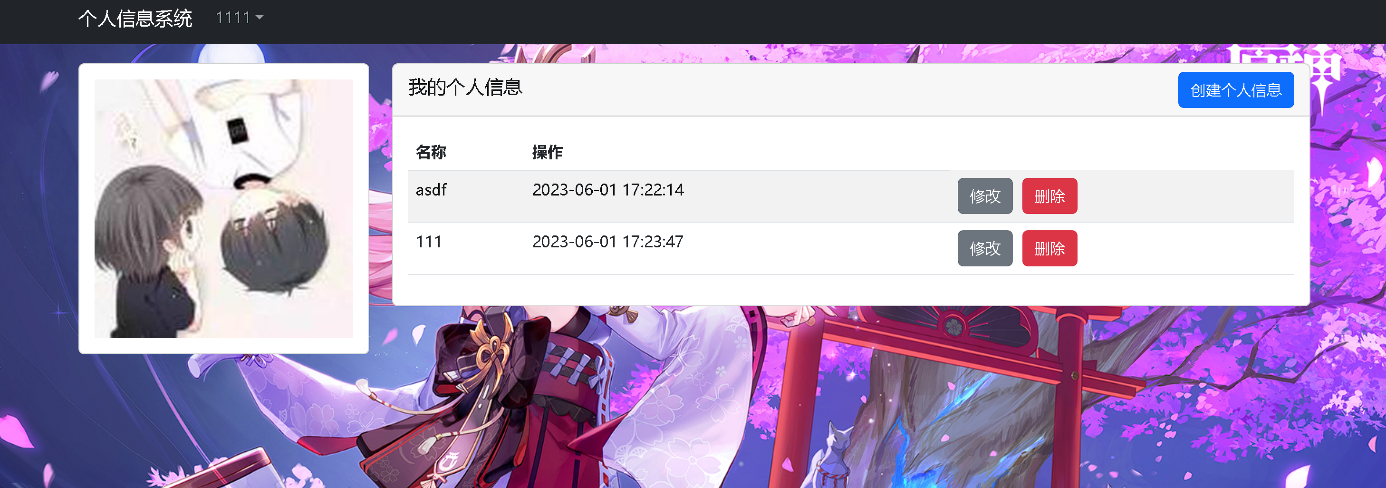 个人信息系统 1111
我的个人信息 创建个人信息
名称 操作
asdf 2023-06-01 17:22:14 修改 删除
111 2023-06-01 17:23:47 修改 删除